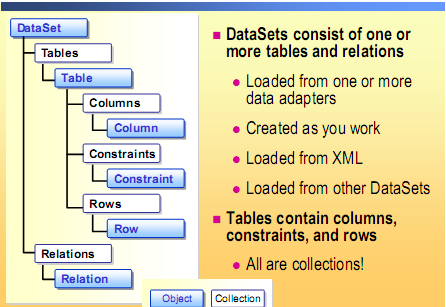 DataSet
Tables
Table
Columns
Column
Constraints
Constraint
Rows
Row
Relations
Relation
Object
Collection
DataSets consist of one or
more tables and relations
Loaded from one or more
data adapters
Created as you work
Loaded from XML
Loaded from other DataSets
Tables contain columns,
constraints, and rows
All are collections!